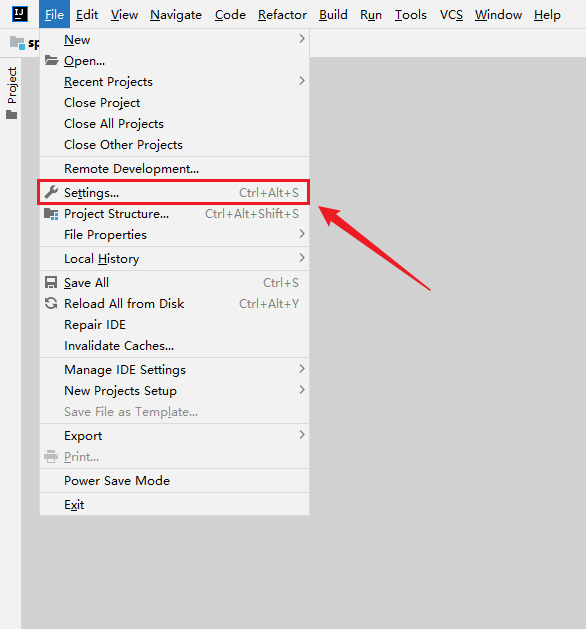 IJ
File Edit View Navigate Code Refactor Build Run Tools VCS Window Help
sp
Project
New
Open...
Recent Projects
Close Project
Close All Projects
Close Other Projects
Remote Development...
Settings... Ctrl+Alt+S
Project Structure... Ctrl+Alt+Shift+S
File Properties
Local History
Save All Ctrl+S
Reload All from Disk Ctrl+Alt+Y
Repair IDE
Invalidate Caches...
Manage IDE Settings
New Projects Setup
Save File as Template...
Export
Print...
Power Save Mode
Exit